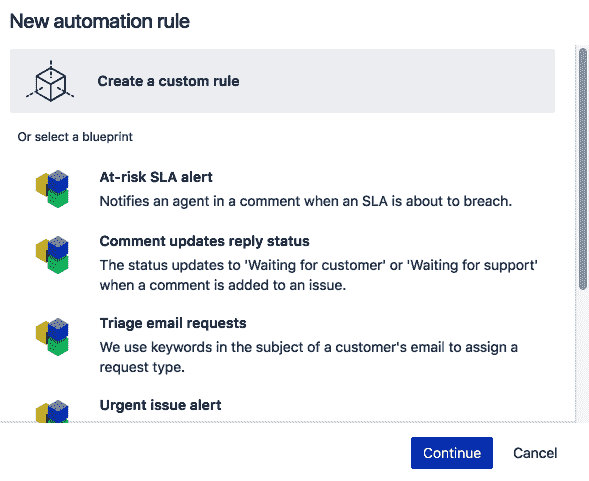 New automation rule
Create a custom rule
Or select a blueprint
At-risk SLA alert
Notifies an agent in a comment when an SLA is about to breach.
Comment updates reply status
The status updates to 'Waiting for customer' or 'Waiting for support'
when a comment is added to an issue.
Triage email requests
We use keywords in the subject of a customer's email to assign a
request type.
Urgent issue alert
Continue
Cancel